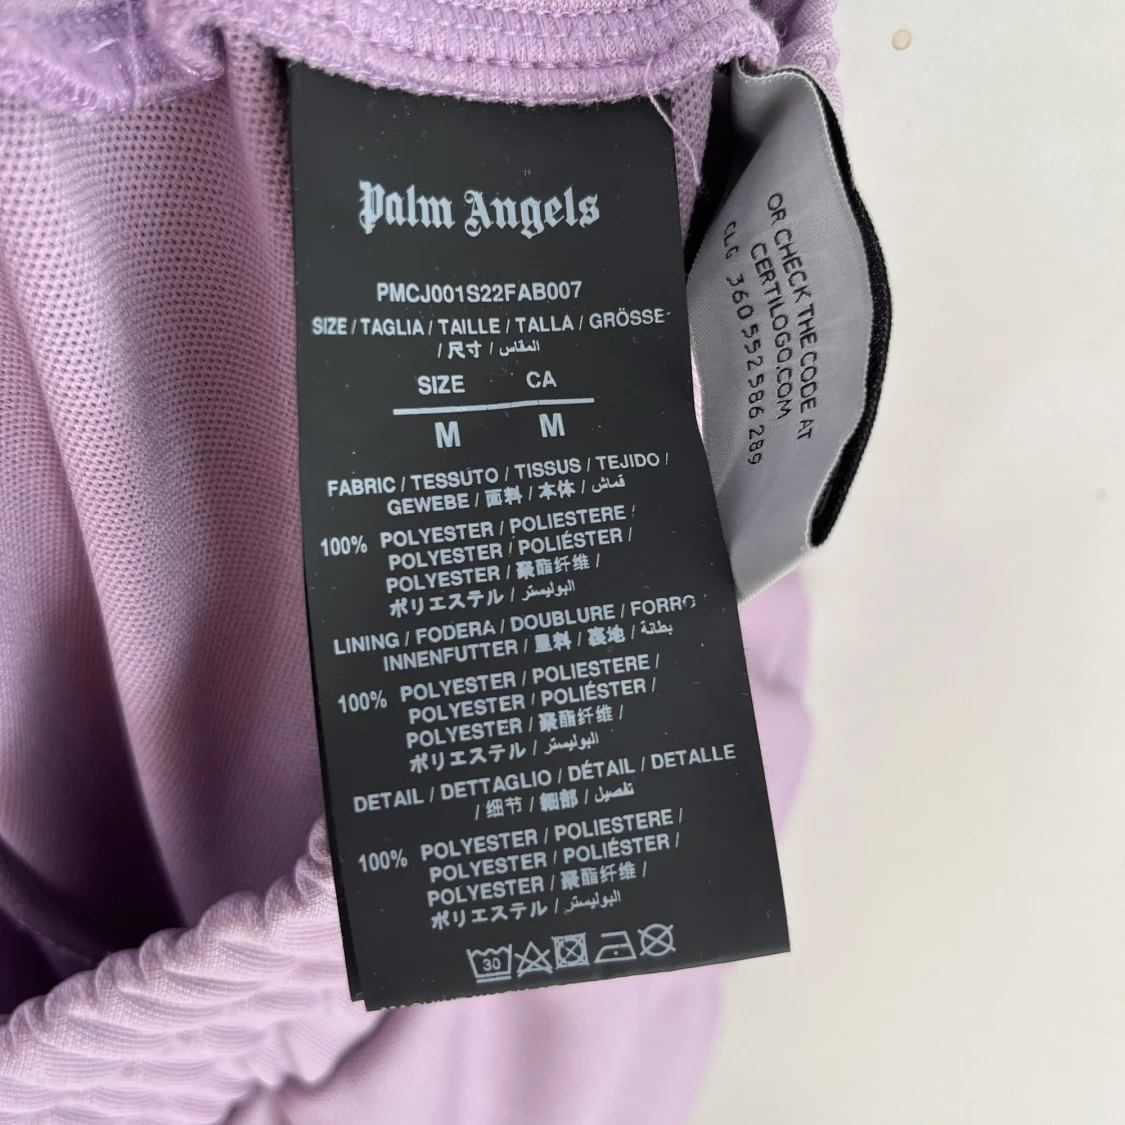 Palm Angels
PMCJ001S22FAB007
SIZE / TAGLIA / TAILLE / TALLA / GRÖSSE
/ 尺寸 / المقاس
SIZE CA
M M
FABRIC / TESSUTO / TISSUS / TEJIDO /
GEWEBE / 面料 / 本体 / قماش
100% POLYESTER / POLIESTERE /
POLYESTER / POLIÉSTER /
POLYESTER / 聚酯纤维 /
ポリエステル / البوليستر
LINING / FODERA / DOUBLURE / FORRO
INNENFUTTER / 里料 / 裏地 / بطانة
100% POLYESTER / POLIESTERE /
POLYESTER / POLIÉSTER /
POLYESTER / 聚酯纤维 /
ポリエステル / البوليستر
DETAIL / DETTAGLIO / DÉTAIL / DETALLE
/ 细节 / 細部 / تفصيل
100% POLYESTER / POLIESTERE /
POLYESTER / POLIÉSTER /
POLYESTER / 聚酯纤维 /
ポリエステル / البوليستر
30
OR CHECK THE CODE AT
CERTILOGO.COM
CLG 360 552 586 289